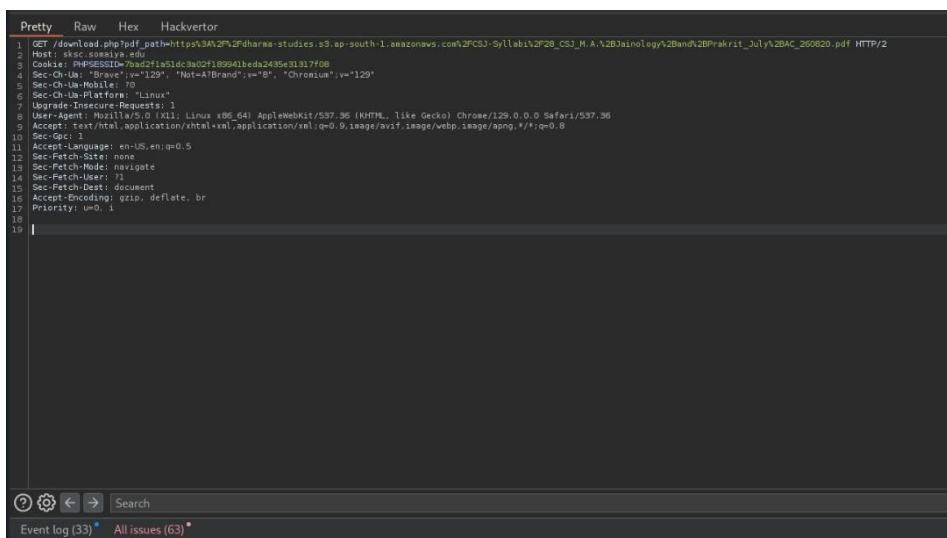 Pretty Raw Hex Hackvertor
1 GET /download.php?pdf_path=https%3A%2F%2Fdharma-studies.s3.ap-south-1.amazonaws.com%2FCSJ-Syllabi%2F28_CSJ_M.A.%2BJainology%2Band%2BPrakrit_July%2BAC_260820.pdf HTTP/2
2 Host: sksc.somaiya.edu
3 Cookie: PHPSESSID=7bad2f1a51dc3a02f189941beda2435e31317f08
4 Sec-Ch-Ua: "Brave";v="129", "Not=A?Brand";v="8", "Chromium";v="129"
5 Sec-Ch-Ua-Mobile: ?0
6 Sec-Ch-Ua-Platform: "Linux"
7 Upgrade-Insecure-Requests: 1
8 User-Agent: Mozilla/5.0 (X11; Linux x86_64) AppleWebKit/537.36 (KHTML, like Gecko) Chrome/129.0.0.0 Safari/537.36
9 Accept: text/html,application/xhtml+xml,application/xml;q=0.9,image/avif,image/webp,image/apng,*/*;q=0.8
10 Sec-Gpc: 1
11 Accept-Language: en-US,en;q=0.5
12 Sec-Fetch-Site: none
13 Sec-Fetch-Mode: navigate
14 Sec-Fetch-User: ?1
15 Sec-Fetch-Dest: document
16 Accept-Encoding: gzip, deflate, br
17 Priority: u=0, i
18
19
Search
Event log (33) All issues (63)